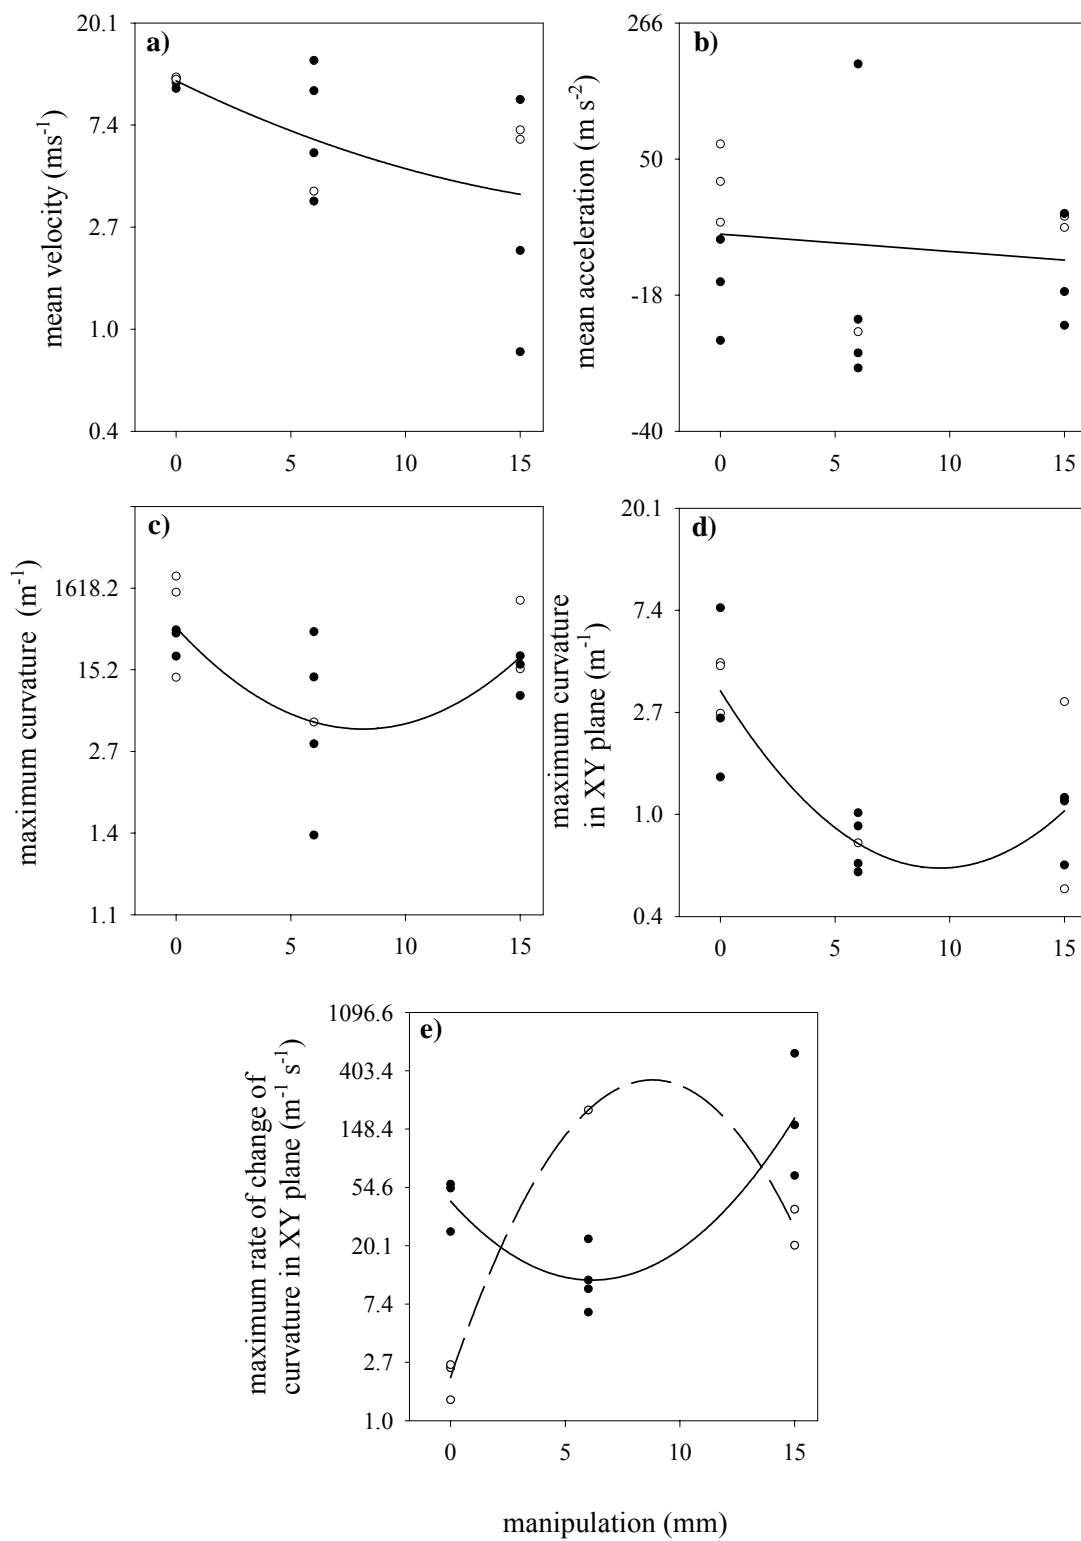 a)
20.1
7.4
2.7
1.0
0.4
mean velocity (ms-1)
0 5 10 15
b)
266
50
-18
-40
mean acceleration (m s-2)
0 5 10 15
c)
1618.2
15.2
2.7
1.4
1.1
maximum curvature (m-1)
0 5 10 15
d)
20.1
7.4
2.7
1.0
0.4
maximum curvature
in XY plane (m-1)
0 5 10 15
e)
1096.6
403.4
148.4
54.6
20.1
7.4
2.7
1.0
maximum rate of change of
curvature in XY plane (m-1 s-1)
0 5 10 15
manipulation (mm)